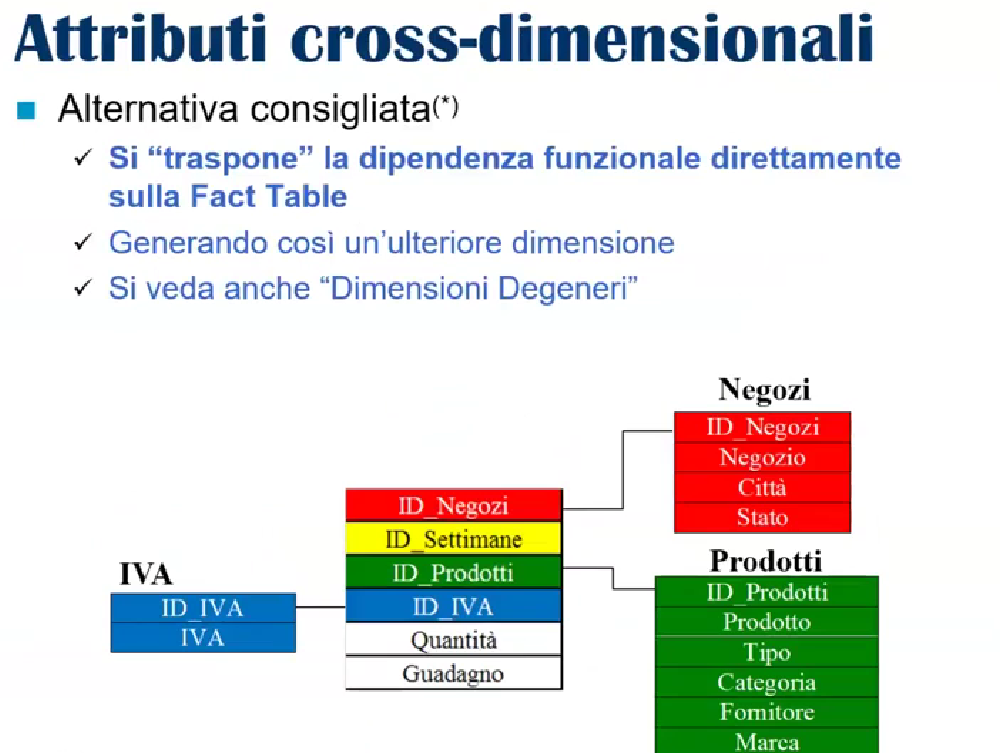 Attributi cross-dimensionali
Alternativa consigliata(*)
Si “traspone” la dipendenza funzionale direttamente
sulla Fact Table
Generando così un’ulteriore dimensione
Si veda anche “Dimensioni Degeneri”
Negozi
ID_Negozi
Negozio
Città
Stato
ID_Negozi
ID_Settimane
ID_Prodotti
ID_IVA
Quantità
Guadagno
IVA
ID_IVA
IVA
Prodotti
ID_Prodotti
Prodotto
Tipo
Categoria
Fornitore
Marca